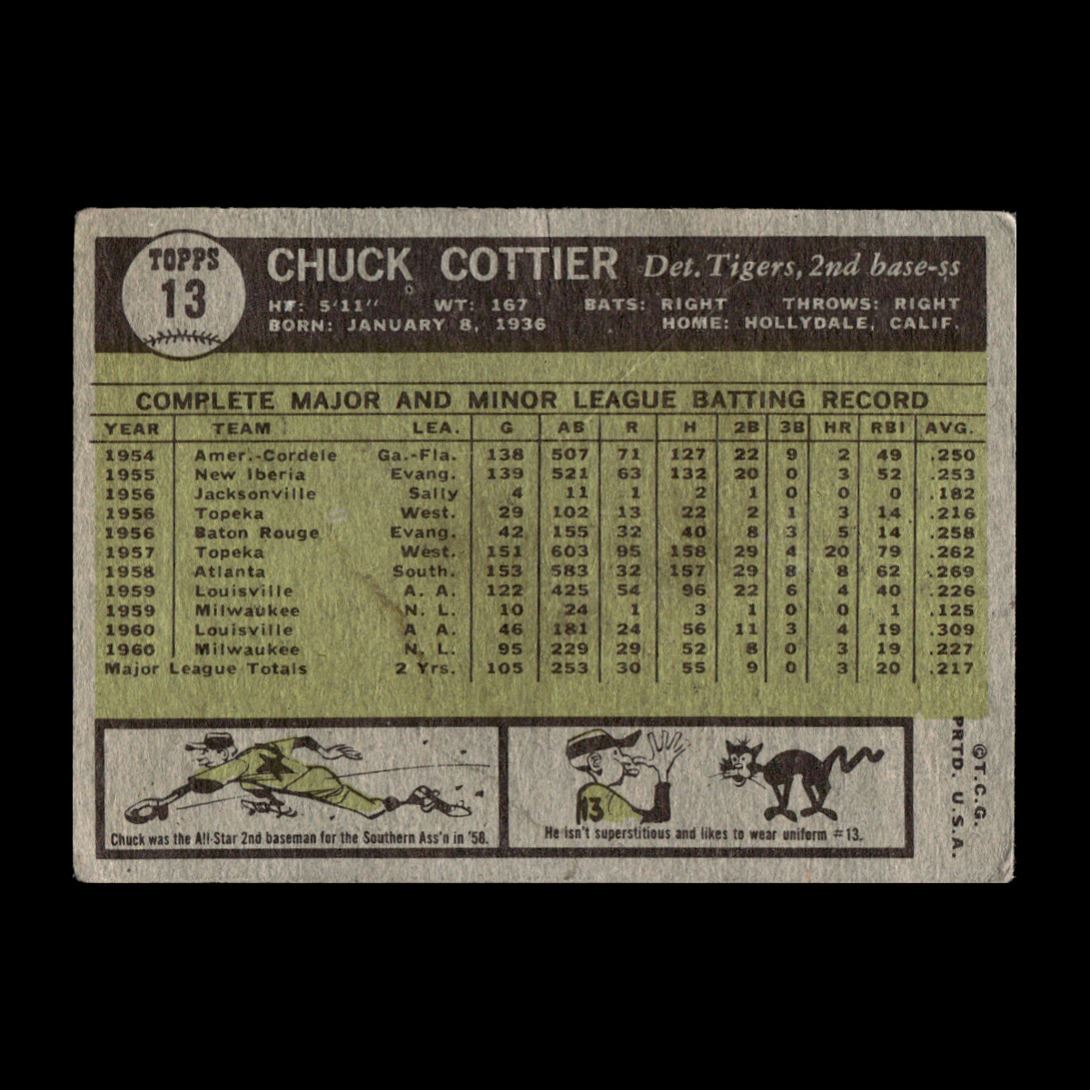 TOPPS
13
CHUCK COTTIER Det. Tigers, 2nd base-ss
HT: 5'11" WT: 167 BATS: RIGHT THROWS: RIGHT
BORN: JANUARY 8, 1936 HOME: HOLLYDALE, CALIF.
COMPLETE MAJOR AND MINOR LEAGUE BATTING RECORD
YEAR TEAM LEA. G AB R H 2B 3B HR RBI AVG.
1954 Amer.-Cordele Ga.-Fla. 138 507 71 127 22 9 2 49 .250
1955 New Iberia Evang. 139 521 63 132 20 0 3 52 .253
1956 Jacksonville Sally 4 11 1 2 1 0 0 0 .182
1956 Topeka West. 29 102 13 22 2 1 3 14 .216
1956 Baton Rouge Evang. 42 155 32 40 8 3 5 14 .258
1957 Topeka West. 151 603 95 158 29 4 20 79 .262
1958 Atlanta South. 153 583 32 157 29 8 8 62 .269
1959 Louisville A. A. 122 425 54 96 22 6 4 40 .226
1959 Milwaukee N. L. 10 24 1 3 1 0 0 1 .125
1960 Louisville A A. 46 181 24 56 11 3 4 19 .309
1960 Milwaukee N. L. 95 229 29 52 8 0 3 19 .227
Major League Totals 2 Yrs. 105 253 30 55 9 0 3 20 .217
Chuck was the All-Star 2nd baseman for the Southern Ass'n in '58.
13
He isn't superstitious and likes to wear uniform #13.
©T.C.G.
PRTD. U.S.A.